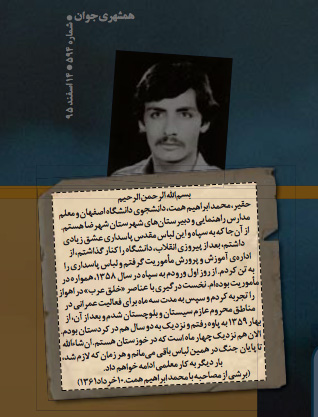 همشهری جوان
شماره ۵۹۴ • ۱۴ اسفند ۹۵
بسم‌الله الرحمن الرحیم
حقیر، محمدابراهیم همت، دانشجوی دانشگاه اصفهان و معلم
مدارس راهنمایی و دبیرستان‌های شهرستان شهرضا هستم.
از آن جا که به سپاه و این لباس مقدس پاسداری عشق زیادی
داشتم، بعد از پیروزی انقلاب، دانشگاه را کنار گذاشتم، از
اداره آموزش و پرورش مأموریت گرفتم و لباس پاسداری را
به تن کردم. از روز اول ورودم به سپاه در سال ۱۳۵۸، همواره در
مأموریت بوده‌ام. نخست درگیری با عناصر «خلق عرب» در اهواز
را تجربه کردم و سپس به مدت سه ماه برای فعالیت عمرانی در
مناطق محروم عازم سیستان و بلوچستان شدم و بعد از آن، از
بهار ۱۳۵۹ به پاوه رفتم و نزدیک به دو سال هم در کردستان بودم.
الان هم نزدیک چهار ماه است که در خوزستان هستم. ان‌شاءالله
تا پایان جنگ در همین لباس باقی می‌مانم و هر زمان که لازم شد،
بار دیگر به کار معلمی ادامه خواهم داد.
(برشی از مصاحبه با محمدابراهیم همت، ۱۰ خرداد ۱۳۶۱)